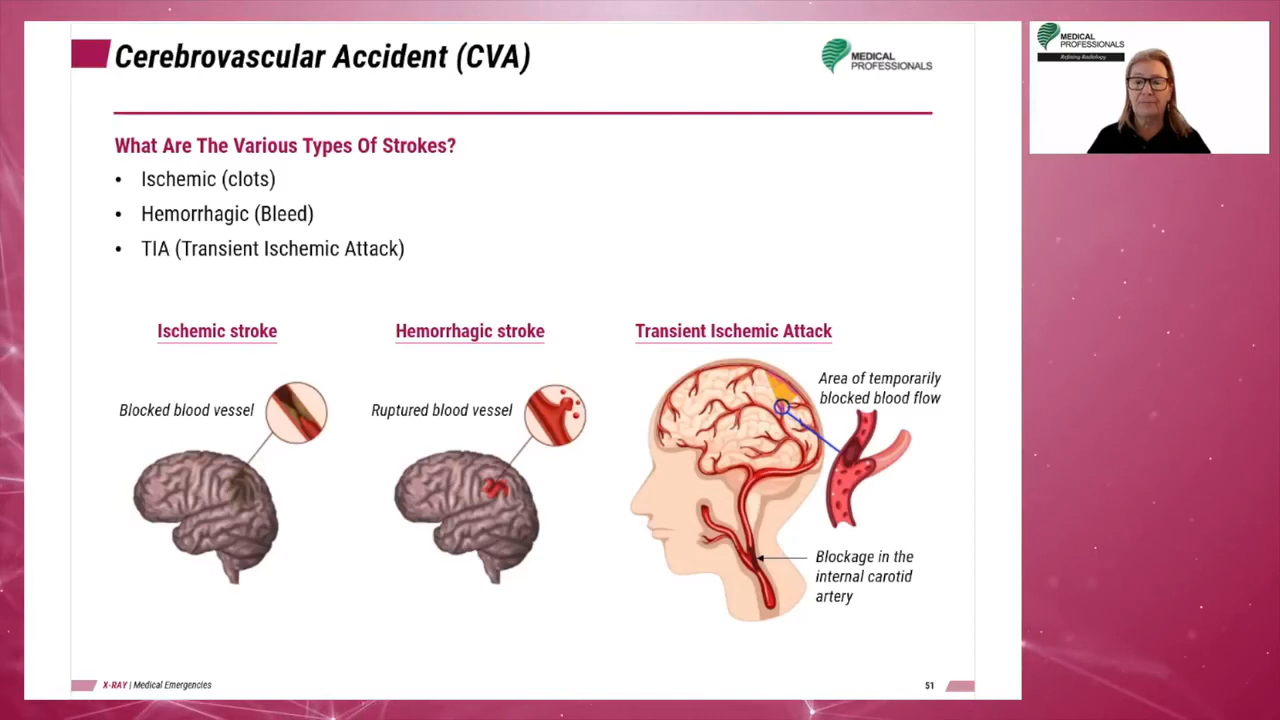 Cerebrovascular Accident (CVA)
MEDICAL
PROFESSIONALS
What Are The Various Types Of Strokes?
• Ischemic (clots)
• Hemorrhagic (Bleed)
• TIA (Transient Ischemic Attack)
Ischemic stroke
Blocked blood vessel
Hemorrhagic stroke
Ruptured blood vessel
Transient Ischemic Attack
Area of temporarily
blocked blood flow
Blockage in the
internal carotid
artery
X-RAY | Medical Emergencies
51
MEDICAL
PROFESSIONALS
Refining Radiology